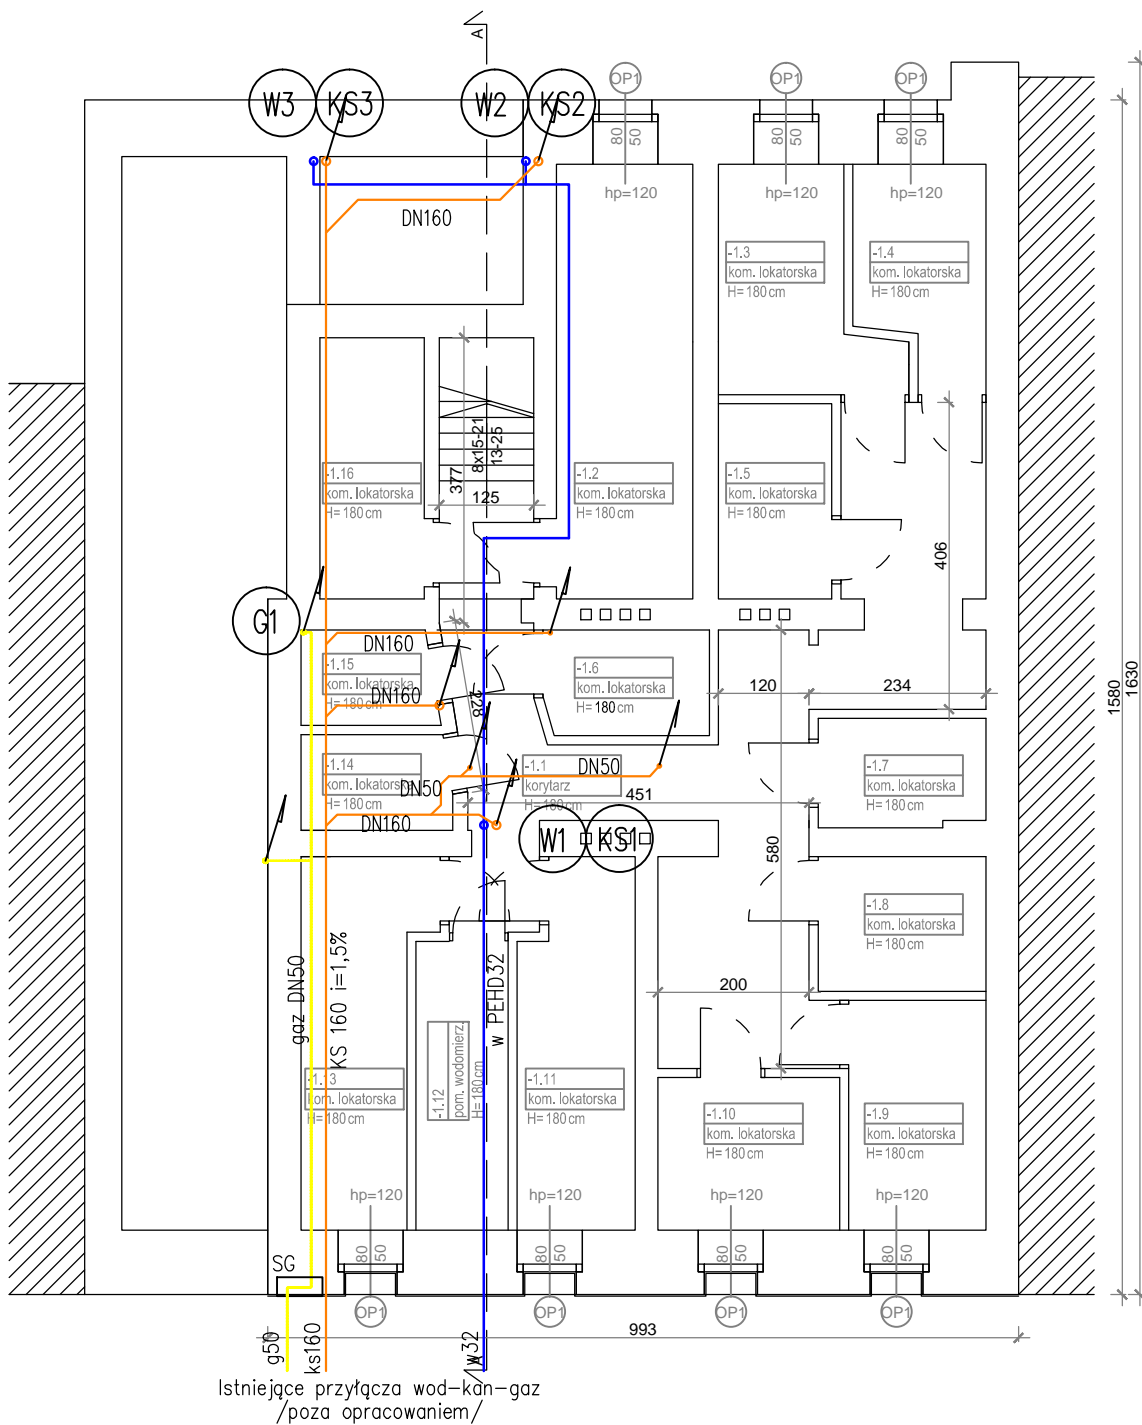 A
W3
KS3
W2
KS2
OP1
OP1
OP1
80
50
80
50
80
50
hp=120
hp=120
hp=120
DN160
-1.3
kom. lokatorska
H=180cm
-1.4
kom. lokatorska
H=180cm
8x15-21
13-25
377
125
-1.16
kom. lokatorska
H=180cm
-1.2
kom. lokatorska
H=180cm
-1.5
kom. lokatorska
H=180cm
406
G1
DN160
-1.15
kom. lokatorska
H=180cm
DN160
228
-1.6
kom. lokatorska
H=180cm
120
234
1580
1630
-1.14
kom. lokatorska
H=180cm
DN50
-1.1
korytarz
H=180cm
DN50
-1.7
kom. lokatorska
H=180cm
451
DN160
W1
KS1
580
-1.8
kom. lokatorska
H=180cm
gaz DN50
KS 160 i=1,5%
w PEHD32
200
-1.13
kom. lokatorska
H=180cm
-1.12
pom. wodomierz.
H=180cm
-1.11
kom. lokatorska
H=180cm
-1.10
kom. lokatorska
H=180cm
-1.9
kom. lokatorska
H=180cm
hp=120
hp=120
hp=120
hp=120
80
50
80
50
80
50
80
50
SG
OP1
OP1
OP1
OP1
g50
ks160
w32
A
993
Istniejące przyłącza wod-kan-gaz
/poza opracowaniem/